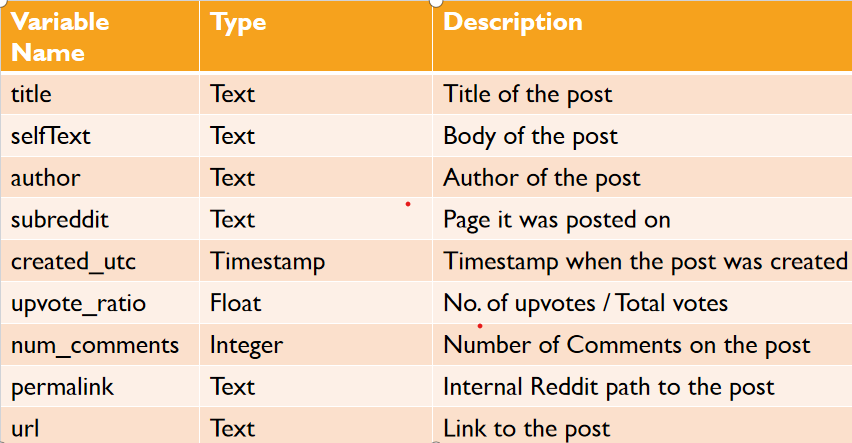 Variable Name Type Description
title Text Title of the post
selfText Text Body of the post
author Text Author of the post
subreddit Text Page it was posted on
created_utc Timestamp Timestamp when the post was created
upvote_ratio Float No. of upvotes / Total votes
num_comments Integer Number of Comments on the post
permalink Text Internal Reddit path to the post
url Text Link to the post